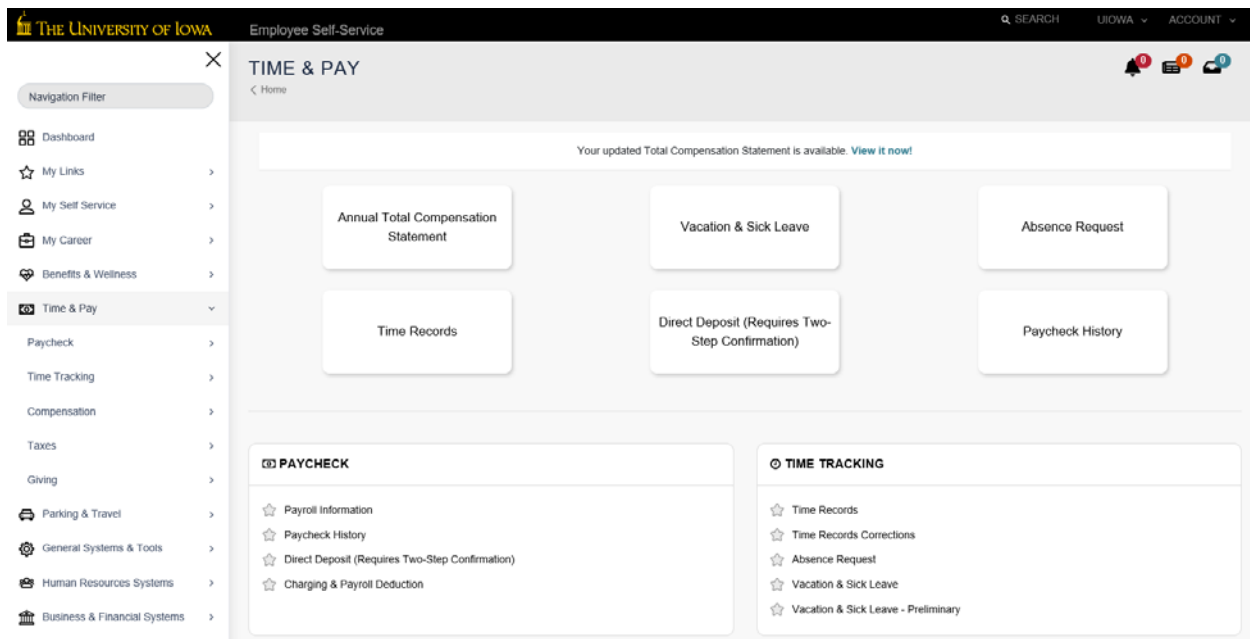 THE UNIVERSITY OF IOWA
Employee Self-Service
SEARCH
UIOWA
ACCOUNT
Navigation Filter
Dashboard
My Links
My Self Service
My Career
Benefits & Wellness
Time & Pay
Paycheck
Time Tracking
Compensation
Taxes
Giving
Parking & Travel
General Systems & Tools
Human Resources Systems
Business & Financial Systems
TIME & PAY
Home
0
0
0
Your updated Total Compensation Statement is available. View it now!
Annual Total Compensation
Statement
Vacation & Sick Leave
Absence Request
Time Records
Direct Deposit (Requires Two-
Step Confirmation)
Paycheck History
PAYCHECK
Payroll Information
Paycheck History
Direct Deposit (Requires Two-Step Confirmation)
Charging & Payroll Deduction
TIME TRACKING
Time Records
Time Records Corrections
Absence Request
Vacation & Sick Leave
Vacation & Sick Leave - Preliminary